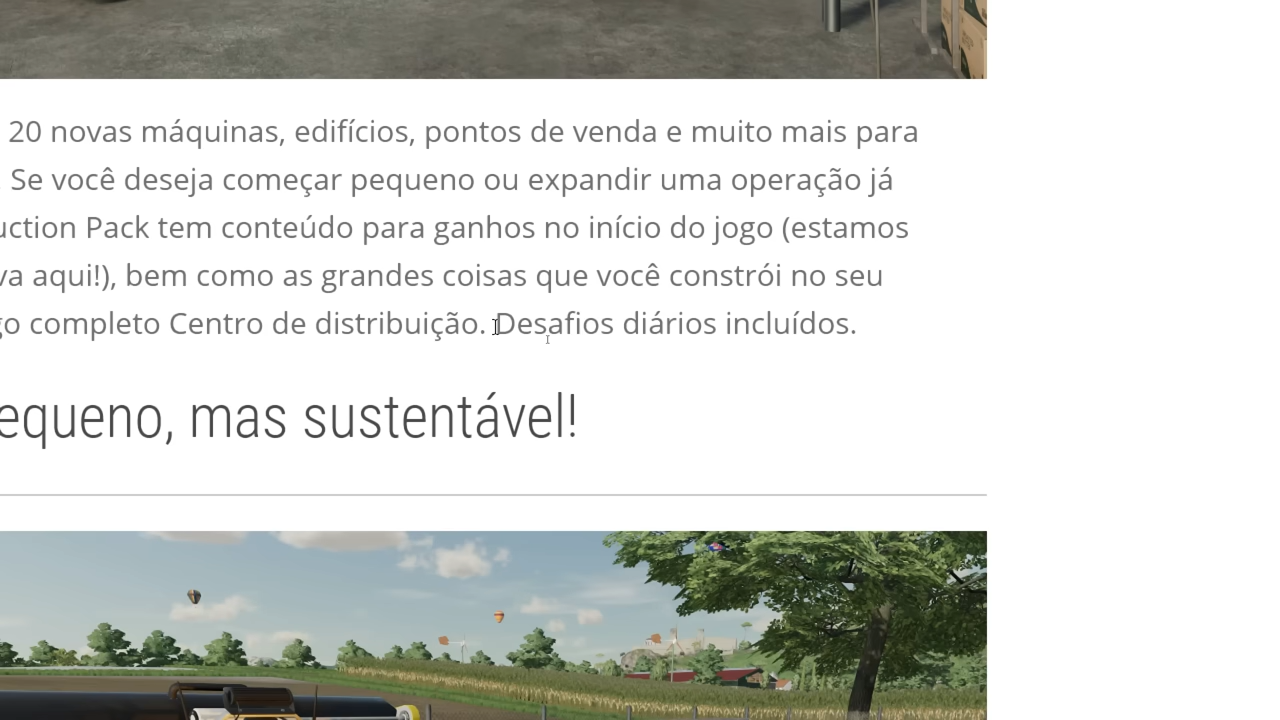 20 novas máquinas, edifícios, pontos de venda e muito mais para
. Se você deseja começar pequeno ou expandir uma operação já
uction Pack tem conteúdo para ganhos no início do jogo (estamos
va aqui!), bem como as grandes coisas que você constrói no seu
go completo Centro de distribuição. Desafios diários incluídos.
equeno, mas sustentável!